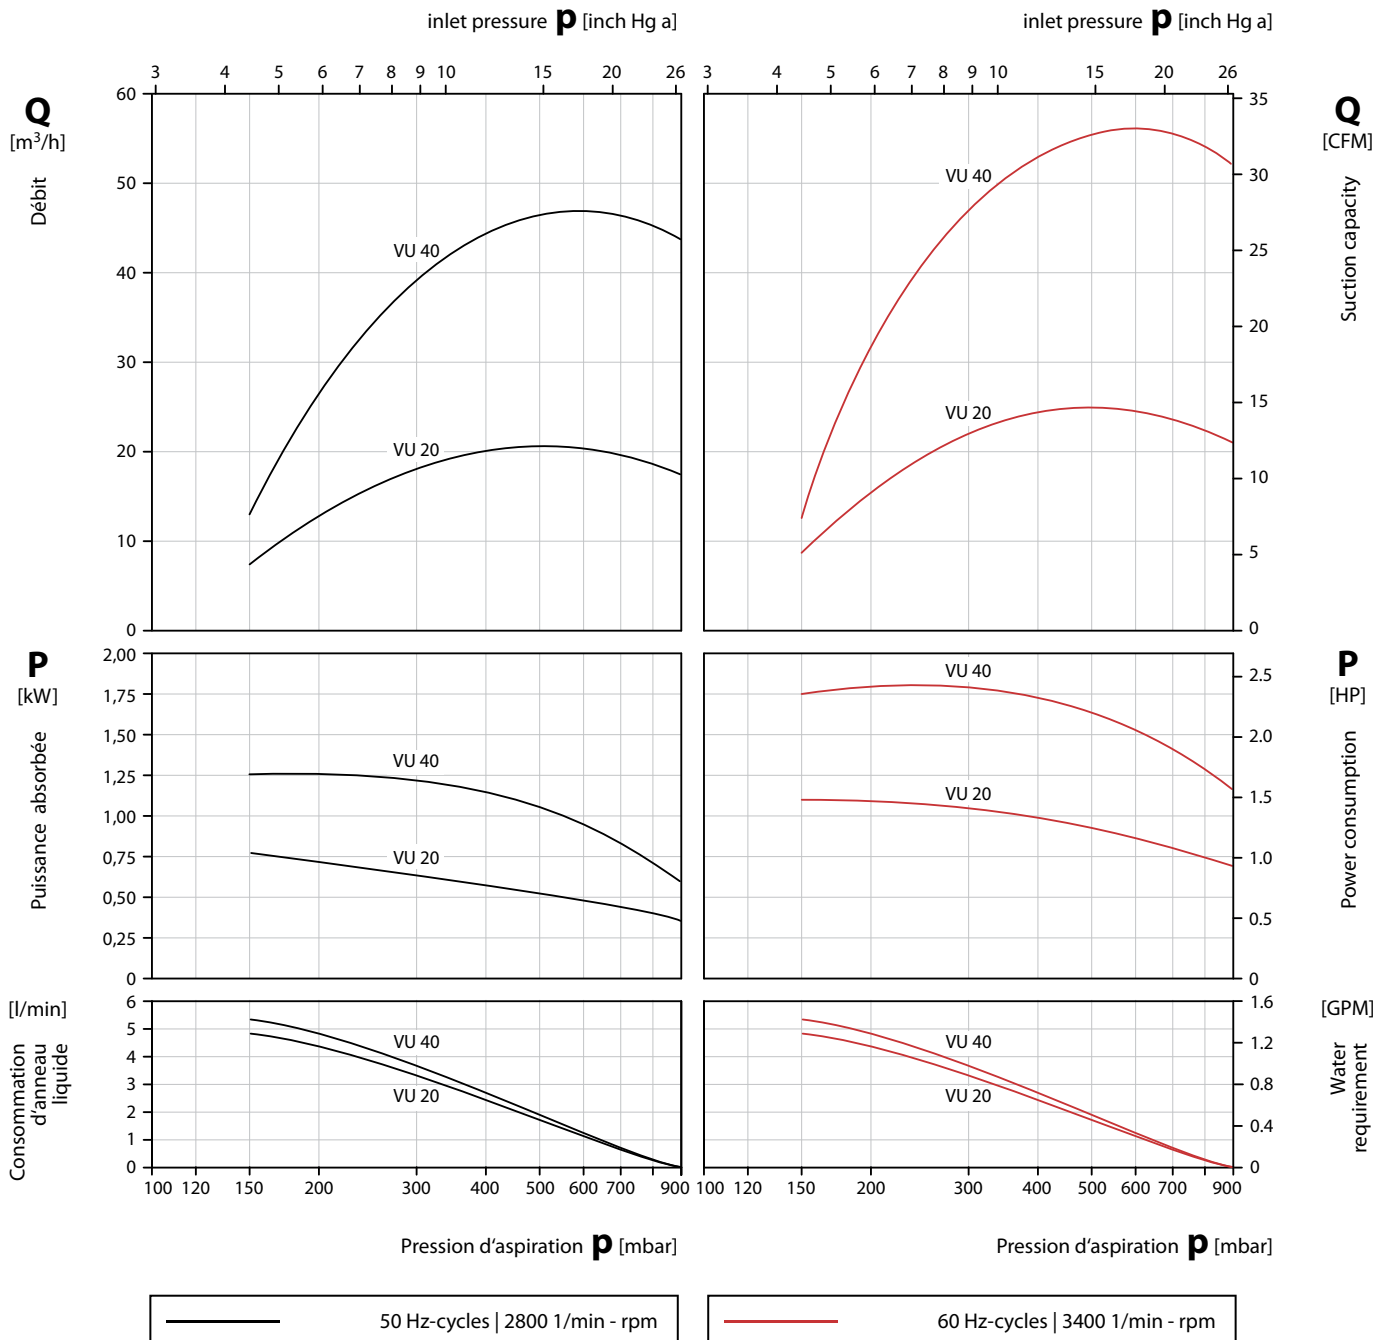 inlet pressure p [inch Hg a]
inlet pressure p [inch Hg a]
3 4 5 6 7 8 9 10 15 20 26
3 4 5 6 7 8 9 10 15 20 26
Q
[m³/h]
Débit
60
50
40
30
20
10
0
VU 40
VU 20
VU 40
VU 20
35
30
25
20
15
10
5
0
Q
[CFM]
Suction capacity
P
[kW]
Puissance absorbée
2,00
1,75
1,50
1,25
1,00
0,75
0,50
0,25
0
VU 40
VU 20
VU 40
VU 20
2.5
2.0
1.5
1.0
0.5
0
P
[HP]
Power consumption
[l/min]
Consommation
d'anneau
liquide
6
5
4
3
2
1
0
VU 40
VU 20
VU 40
VU 20
1.6
1.2
0.8
0.4
0
[GPM]
Water
requirement
100 120 150 200 300 400 500 600 700 900
100 120 150 200 300 400 500 600 700 900
Pression d‘aspiration p [mbar]
Pression d‘aspiration p [mbar]
50 Hz-cycles | 2800 1/min - rpm
60 Hz-cycles | 3400 1/min - rpm